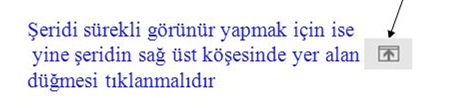 Şeridi sürekli görünür yapmak için ise
yine şeridin sağ üst köşesinde yer alan
düğmesi tıklanmalıdır